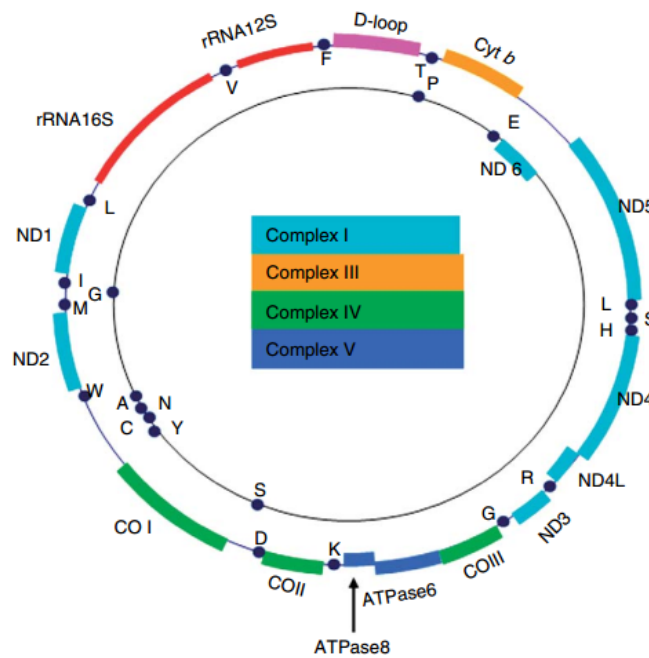 D-loop
rRNA12S
F
T
P
Cyt b
V
E
rRNA16S
ND 6
L
ND5
ND1
Complex I
I
G
Complex III
M
L
S
Complex IV
H
ND2
Complex V
W
A
N
C
Y
ND4
R
ND4L
S
G
ND3
CO I
D
K
COIII
COII
ATPase6
ATPase8